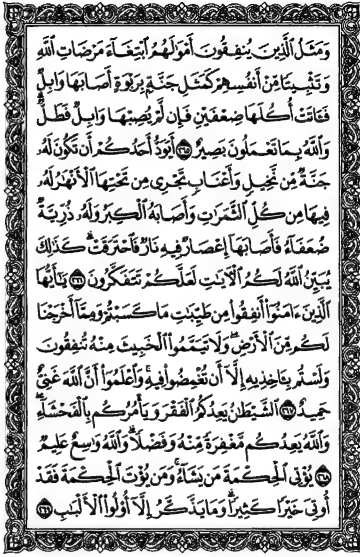 وَمَثَلُ ٱلَّذِينَ يُنفِقُونَ أَمۡوَٰلَهُمُ ٱبۡتِغَآءَ مَرۡضَاتِ ٱللَّهِ
وَتَثۡبِيتٗا مِّنۡ أَنفُسِهِمۡ كَمَثَلِ جَنَّةِۭ بِرَبۡوَةٍ أَصَابَهَا وَابِلٞ
فَـَٔاتَتۡ أُكُلَهَا ضِعۡفَيۡنِ فَإِن لَّمۡ يُصِبۡهَا وَابِلٞ فَطَلّٞۗ
وَٱللَّهُ بِمَا تَعۡمَلُونَ بَصِيرٌ ٢٦٥ أَيَوَدُّ أَحَدُكُمۡ أَن تَكُونَ لَهُۥ
جَنَّةٞ مِّن نَّخِيلٖ وَأَعۡنَابٖ تَجۡرِي مِن تَحۡتِهَا ٱلۡأَنۡهَٰرُ لَهُۥ
فِيهَا مِن كُلِّ ٱلثَّمَرَٰتِ وَأَصَابَهُ ٱلۡكِبَرُ وَلَهُۥ ذُرِّيَّةٞ
ضُعَفَآءُ فَأَصَابَهَآ إِعۡصَارٞ فِيهِ نَارٞ فَٱحۡتَرَقَتۡۗ كَذَٰلِكَ
يُبَيِّنُ ٱللَّهُ لَكُمُ ٱلۡأٓيَٰتِ لَعَلَّكُمۡ تَتَفَكَّرُونَ ٢٦٦ يَٰٓأَيُّهَا
ٱلَّذِينَ ءَامَنُوٓاْ أَنفِقُواْ مِن طَيِّبَٰتِ مَا كَسَبۡتُمۡ وَمِمَّآ أَخۡرَجۡنَا
لَكُم مِّنَ ٱلۡأَرۡضِۖ وَلَا تَيَمَّمُواْ ٱلۡخَبِيثَ مِنۡهُ تُنفِقُونَ
وَلَسۡتُم بِـَٔاخِذِيهِ إِلَّآ أَن تُغۡمِضُواْ فِيهِۚ وَٱعۡلَمُوٓاْ أَنَّ ٱللَّهَ غَنِيٌّ
حَمِيدٌ ٢٦٧ ٱلشَّيۡطَٰنُ يَعِدُكُمُ ٱلۡفَقۡرَ وَيَأۡمُرُكُم بِٱلۡفَحۡشَآءِۖ
وَٱللَّهُ يَعِدُكُم مَّغۡفِرَةٗ مِّنۡهُ وَفَضۡلٗاۗ وَٱللَّهُ وَٰسِعٌ عَلِيمٞ
٢٦٨ يُؤۡتِي ٱلۡحِكۡمَةَ مَن يَشَآءُۚ وَمَن يُؤۡتَ ٱلۡحِكۡمَةَ فَقَدۡ
أُوتِيَ خَيۡرٗا كَثِيرٗاۗ وَمَا يَذَّكَّرُ إِلَّآ أُوْلُواْ ٱلۡأَلۡبَٰبِ ٢٦٩